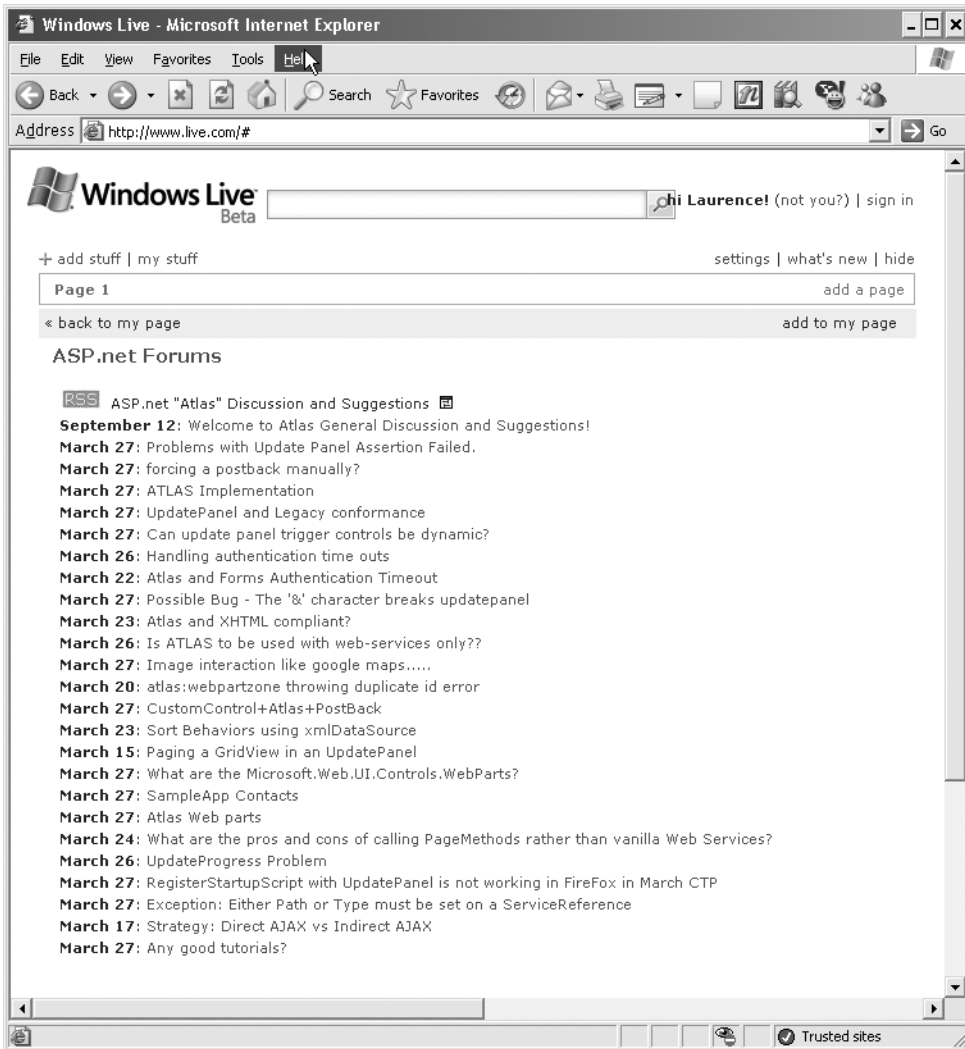 Windows Live - Microsoft Internet Explorer
File Edit View Favorites Tools Help
Back Search Favorites
Address http://www.live.com/# Go
Windows Live
Beta
hi Laurence! (not you?) | sign in
add stuff | my stuff settings | what's new | hide
Page 1 add a page
« back to my page add to my page
ASP.net Forums
RSS ASP.net "Atlas" Discussion and Suggestions
September 12: Welcome to Atlas General Discussion and Suggestions!
March 27: Problems with Update Panel Assertion Failed.
March 27: forcing a postback manually?
March 27: ATLAS Implementation
March 27: UpdatePanel and Legacy conformance
March 27: Can update panel trigger controls be dynamic?
March 26: Handling authentication time outs
March 22: Atlas and Forms Authentication Timeout
March 27: Possible Bug - The '&' character breaks updatepanel
March 23: Atlas and XHTML compliant?
March 26: Is ATLAS to be used with web-services only??
March 27: Image interaction like google maps.....
March 20: atlas:webpartzone throwing duplicate id error
March 27: CustomControl+Atlas+PostBack
March 23: Sort Behaviors using xmlDataSource
March 15: Paging a GridView in an UpdatePanel
March 27: What are the Microsoft.Web.UI.Controls.WebParts?
March 27: SampleApp Contacts
March 27: Atlas Web parts
March 24: What are the pros and cons of calling PageMethods rather than vanilla Web Services?
March 26: UpdateProgress Problem
March 27: RegisterStartupScript with UpdatePanel is not working in FireFox in March CTP
March 27: Exception: Either Path or Type must be set on a ServiceReference
March 17: Strategy: Direct AJAX vs Indirect AJAX
March 27: Any good tutorials?
Trusted sites